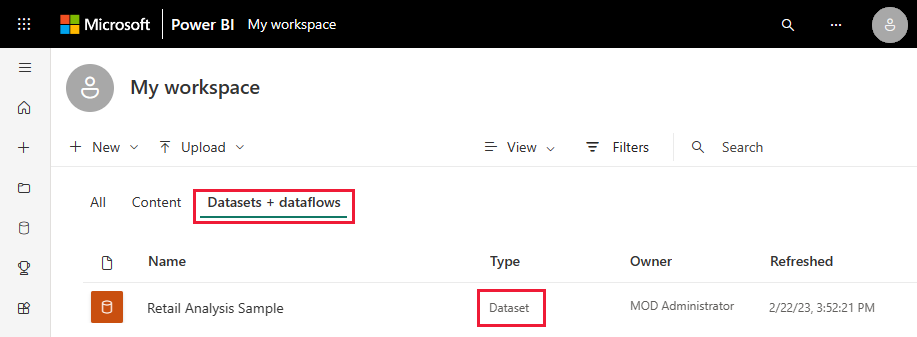 Microsoft Power BI My workspace
My workspace
New Upload View Filters Search
All Content Datasets + dataflows
Name Type Owner Refreshed
Retail Analysis Sample Dataset MOD Administrator 2/22/23, 3:52:21 PM